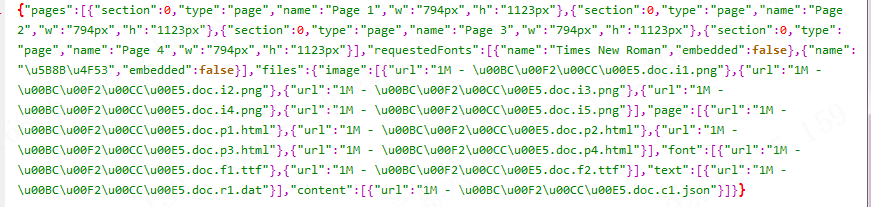 {"pages":[{"section":0,"type":"page","name":"Page 1","w":"794px","h":"1123px"},{"section":0,"type":"page","name":"Page
2","w":"794px","h":"1123px"},{"section":0,"type":"page","name":"Page 3","w":"794px","h":"1123px"},{"section":0,"type":
"page","name":"Page 4","w":"794px","h":"1123px"}],"requestedFonts":[{"name":"Times New Roman","embedded":false},{"name":
"\u5B8B\u4F53","embedded":false}],"files":{"image":[{"url":"1M - \u00BC\u00F2\u00CC\u00E5.doc.i1.png"},{"url":"1M -
\u00BC\u00F2\u00CC\u00E5.doc.i2.png"},{"url":"1M - \u00BC\u00F2\u00CC\u00E5.doc.i3.png"},{"url":"1M -
\u00BC\u00F2\u00CC\u00E5.doc.i4.png"},{"url":"1M - \u00BC\u00F2\u00CC\u00E5.doc.i5.png"}],"page":[{"url":"1M -
\u00BC\u00F2\u00CC\u00E5.doc.p1.html"},{"url":"1M - \u00BC\u00F2\u00CC\u00E5.doc.p2.html"},{"url":"1M -
\u00BC\u00F2\u00CC\u00E5.doc.p3.html"},{"url":"1M - \u00BC\u00F2\u00CC\u00E5.doc.p4.html"}],"font":[{"url":"1M -
\u00BC\u00F2\u00CC\u00E5.doc.f1.ttf"},{"url":"1M - \u00BC\u00F2\u00CC\u00E5.doc.f2.ttf"}],"text":[{"url":"1M -
\u00BC\u00F2\u00CC\u00E5.doc.r1.dat"}],"content":[{"url":"1M - \u00BC\u00F2\u00CC\u00E5.doc.c1.json"}]}}